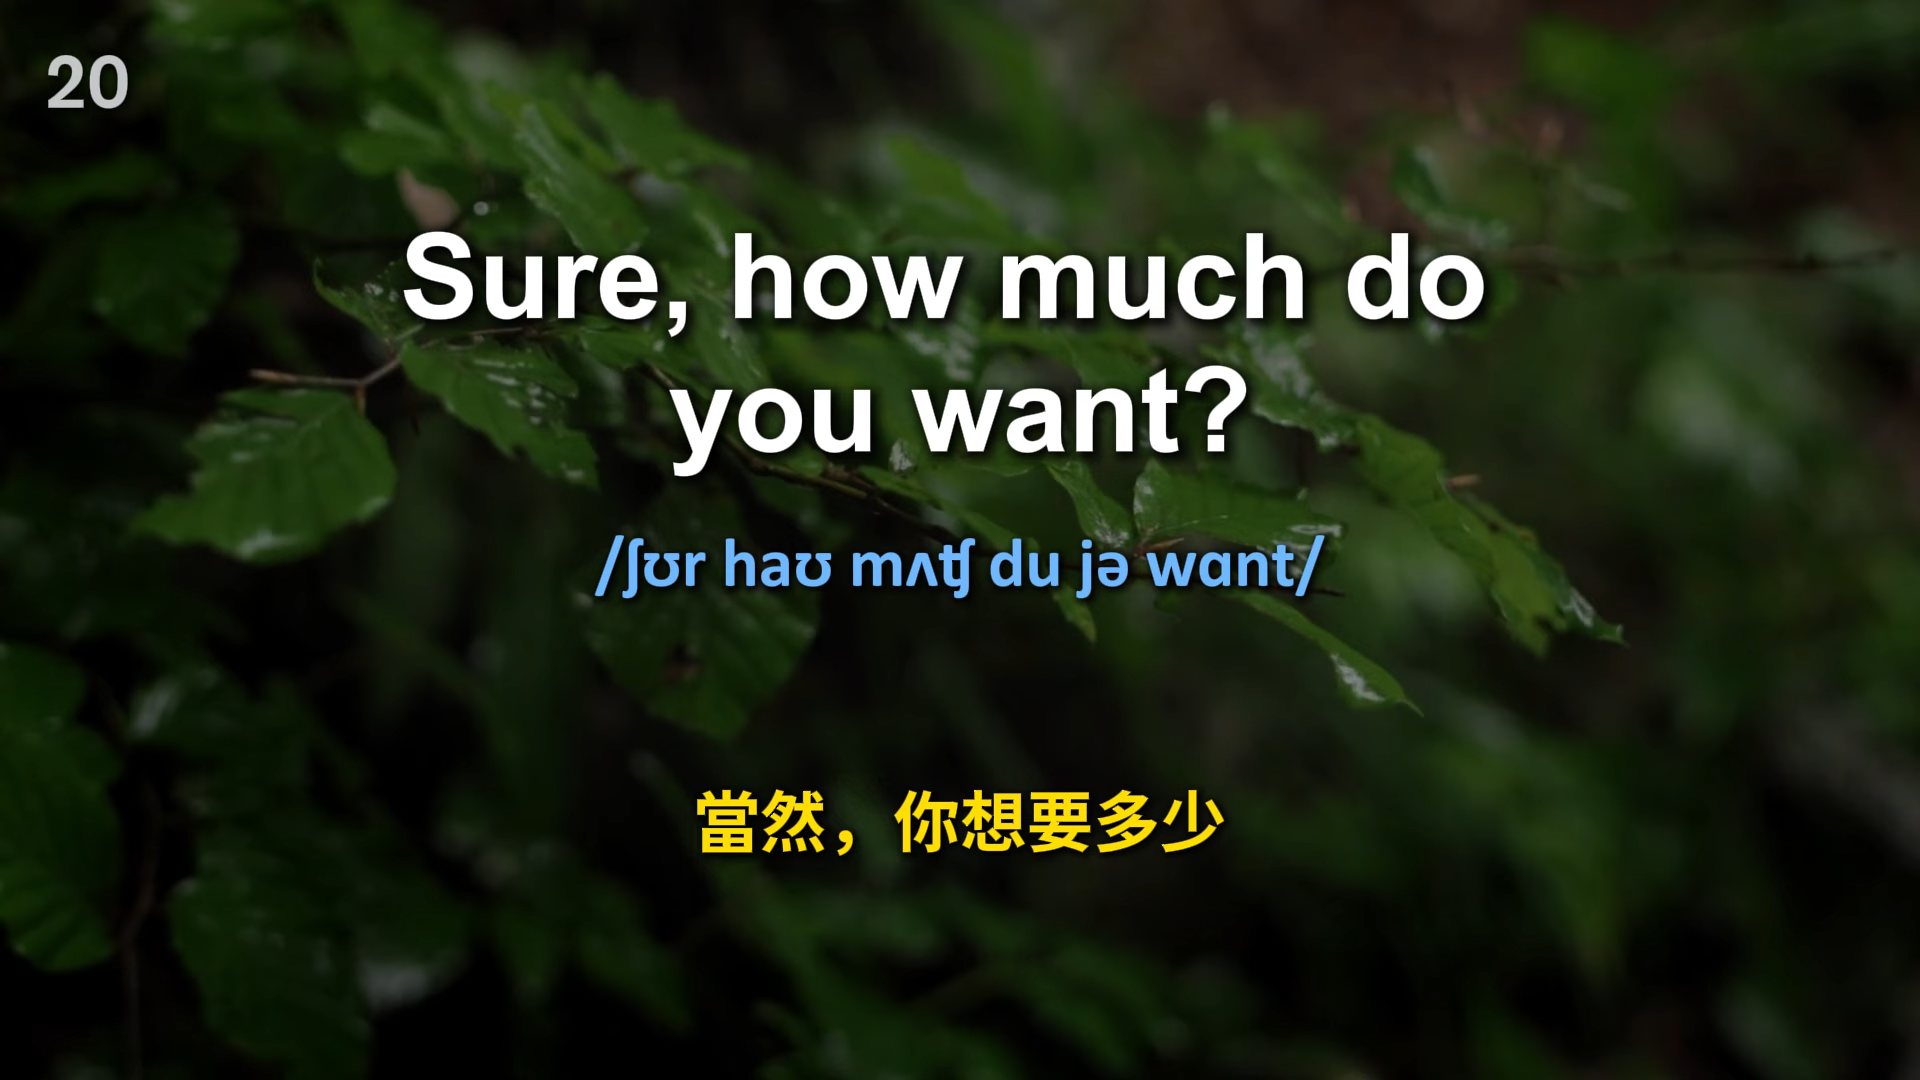 20
Sure, how much do
you want?
/ʃʊr haʊ mʌʧ du jə wɑnt/
當然，你想要多少